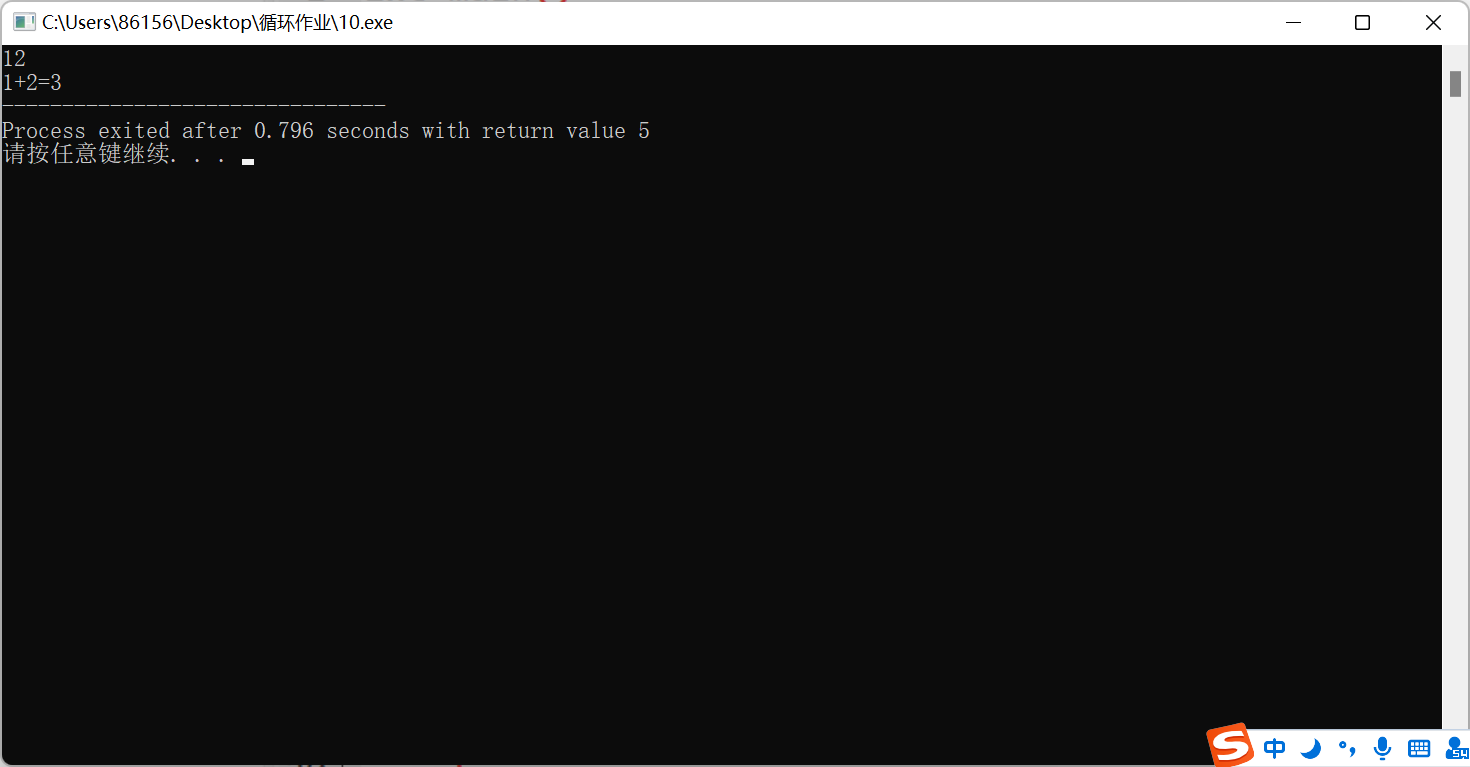 C:\Users\86156\Desktop\循环作业\10.exe
12
1+2=3
--------------------------------
Process exited after 0.796 seconds with return value 5
请按任意键继续. . .
S 中 54